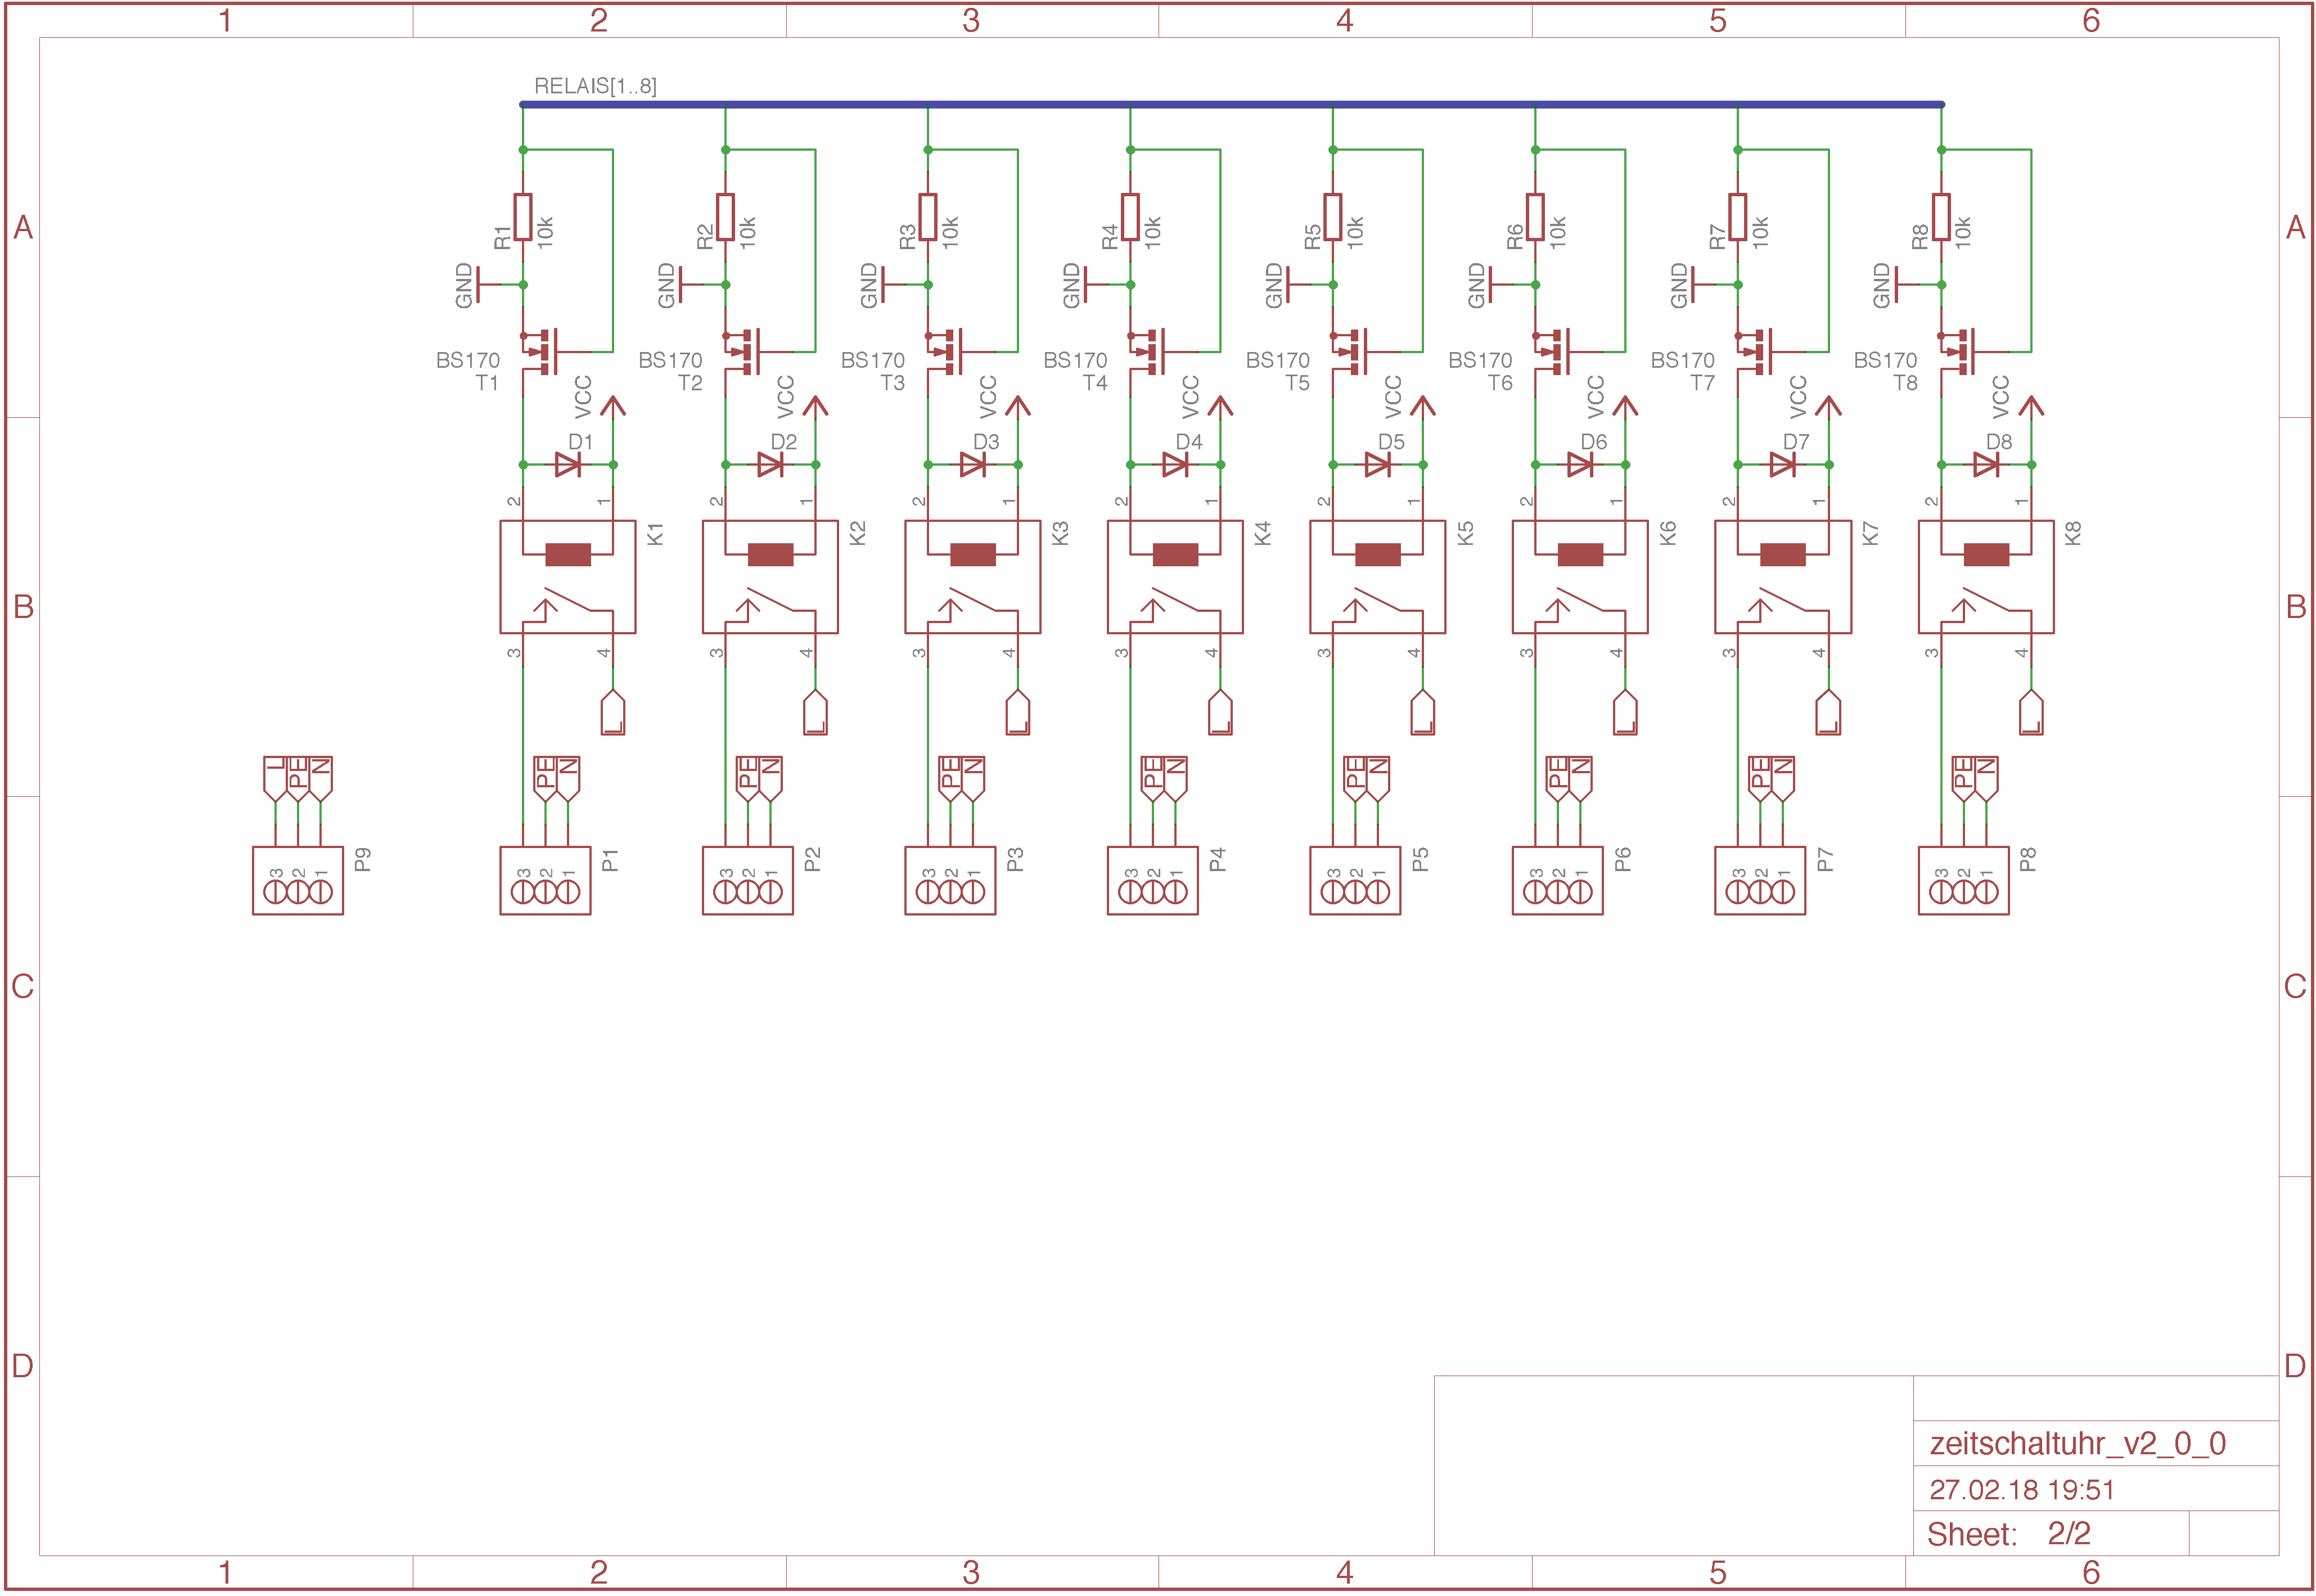 1 2 3 4 5 6
RELAIS[1..8]
A A
R1 10k R2 10k R3 10k R4 10k R5 10k R6 10k R7 10k R8 10k
GND GND GND GND GND GND GND GND
BS170 BS170 BS170 BS170 BS170 BS170 BS170 BS170
T1 T2 T3 T4 T5 T6 T7 T8
VCC VCC VCC VCC VCC VCC VCC VCC
D1 D2 D3 D4 D5 D6 D7 D8
2 1 2 1 2 1 2 1 2 1 2 1 2 1 2 1
K1 K2 K3 K4 K5 K6 K7 K8
B B
3 4 3 4 3 4 3 4 3 4 3 4 3 4 3 4
L L L L L L L L
L PE N PE N PE N PE N PE N PE N PE N PE N PE N
P9 P1 P2 P3 P4 P5 P6 P7 P8
3 2 1 3 2 1 3 2 1 3 2 1 3 2 1 3 2 1 3 2 1 3 2 1 3 2 1
C C
D D
zeitschaltuhr_v2_0_0
27.02.18 19:51
Sheet: 2/2
1 2 3 4 5 6